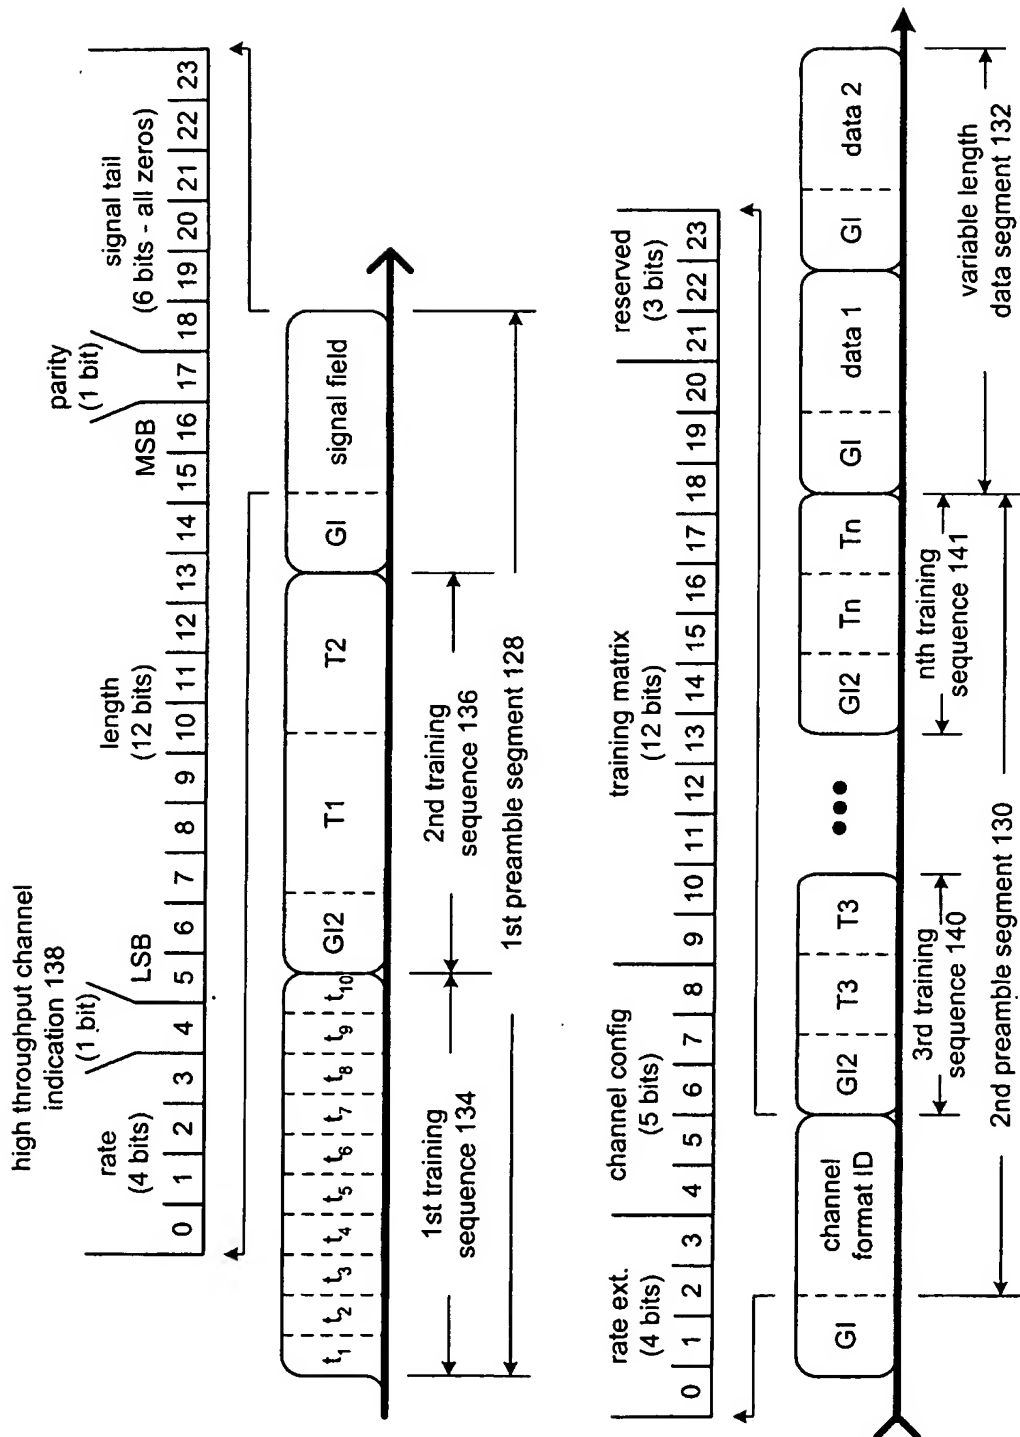 high throughput channel
indication 138
(1 bit)
rate
(4 bits)
LSB
length
(12 bits)
MSB
parity
(1 bit)
signal tail
(6 bits - all zeros)
0 1 2 3 4 5 6 7 8 9 10 11 12 13 14 15 16 17 18 19 20 21 22 23
t1 t2 t3 t4 t5 t6 t7 t8 t9 t10 GI2 T1 T2 GI signal field
1st training
sequence 134
2nd training
sequence 136
1st preamble segment 128
rate ext.
(4 bits)
channel config
(5 bits)
training matrix
(12 bits)
reserved
(3 bits)
0 1 2 3 4 5 6 7 8 9 10 11 12 13 14 15 16 17 18 19 20 21 22 23
GI channel
format ID
GI2 T3 T3 GI2 Tn Tn GI data 1 GI data 2
3rd training
sequence 140
nth training
sequence 141
2nd preamble segment 130
variable length
data segment 132